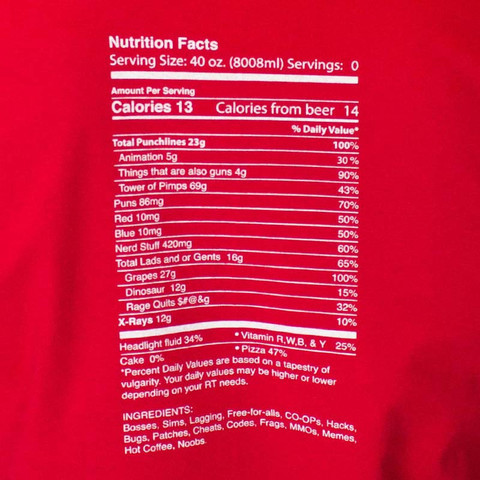 Nutrition Facts
Serving Size: 40 oz. (8008ml) Servings: 0
Amount Per Serving
Calories 13 Calories from beer 14
% Daily Value*
Total Punchlines 23g 100%
Animation 5g 30 %
Things that are also guns 4g 90%
Tower of Pimps 69g 43%
Puns 86mg 70%
Red 10mg 50%
Blue 10mg 50%
Nerd Stuff 420mg 60%
Total Lads and or Gents 16g 65%
Grapes 27g 100%
Dinosaur 12g 15%
Rage Quits $#@&g 32%
X-Rays 12g 10%
Headlight fluid 34% • Vitamin R,W,B, & Y 25%
Cake 0% • Pizza 47%
*Percent Daily Values are based on a tapestry of
vulgarity. Your daily values may be higher or lower
depending on your RT needs.
INGREDIENTS:
Bosses, Sims, Lagging, Free-for-alls, CO-OPs, Hacks,
Bugs, Patches, Cheats, Codes, Frags, MMOs, Memes,
Hot Coffee, Noobs